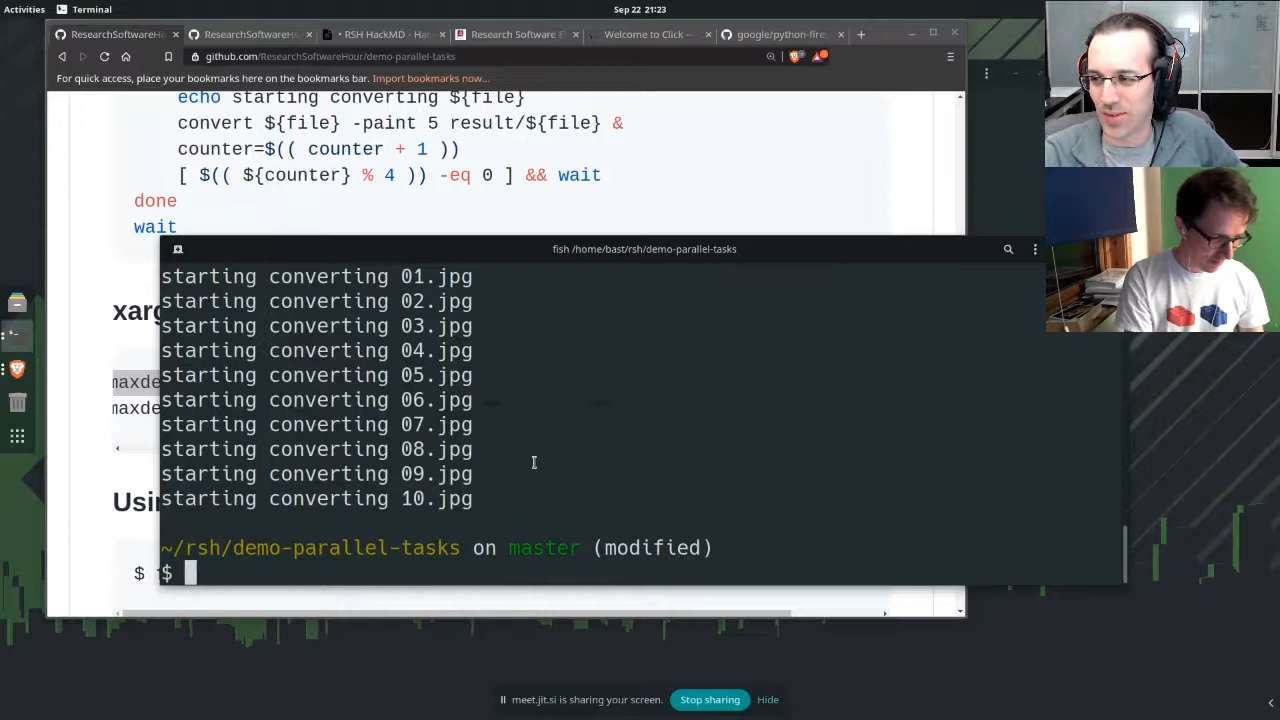 Activities
Terminal
Sep 22 21:23
ResearchSoftwareHo
ResearchSoftwareH
• RSH HackMD - Hac
Research Software E
Welcome to Click —
google/python-fire:
github.com/ResearchSoftwareHour/demo-parallel-tasks
For quick access, place your bookmarks here on the bookmarks bar. Import bookmarks now...
echo starting converting ${file}
convert ${file} -paint 5 result/${file} &
counter=$(( counter + 1 ))
[ $(( ${counter} % 4 )) -eq 0 ] && wait
done
wait
fish /home/bast/rsh/demo-parallel-tasks
starting converting 01.jpg
starting converting 02.jpg
starting converting 03.jpg
starting converting 04.jpg
starting converting 05.jpg
starting converting 06.jpg
starting converting 07.jpg
starting converting 08.jpg
starting converting 09.jpg
starting converting 10.jpg
~/rsh/demo-parallel-tasks on master (modified)
$
xarg
maxde
maxde
Usin
$
meet.jit.si is sharing your screen.
Stop sharing
Hide